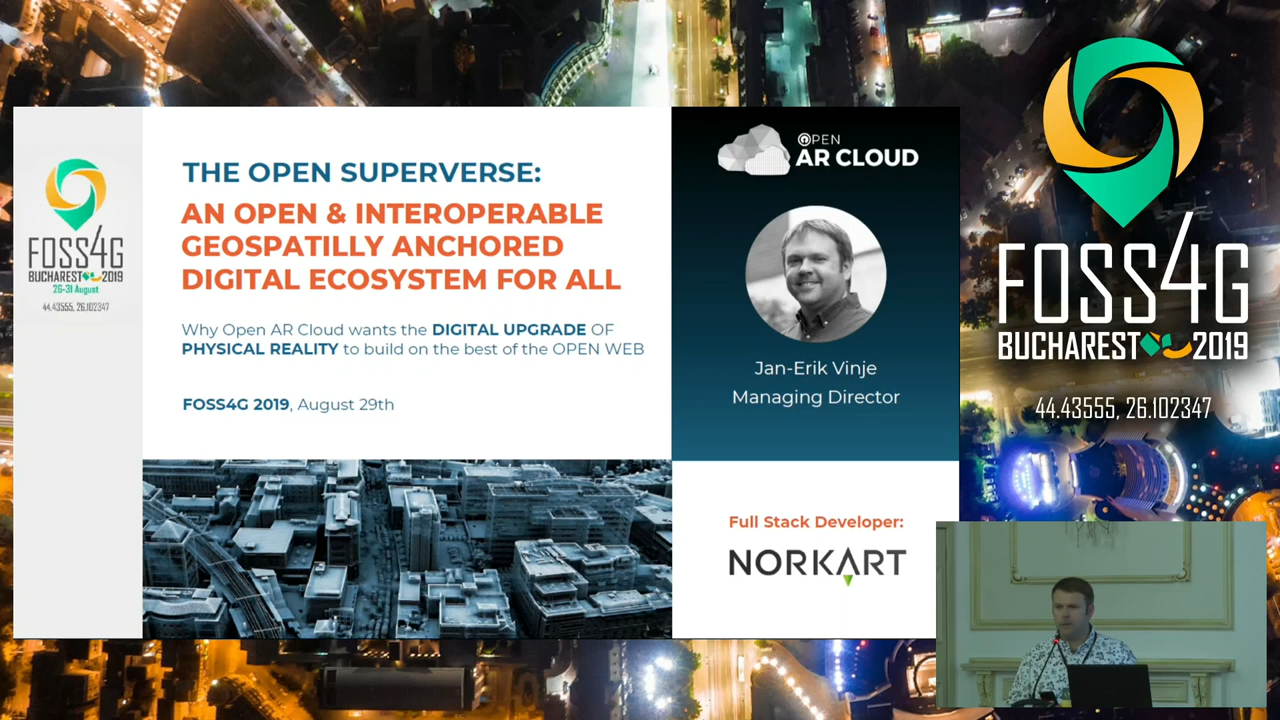 FOSS4G
BUCHAREST 2019
26-31 August
44.43555, 26.102347
THE OPEN SUPERVERSE:
AN OPEN & INTEROPERABLE
GEOSPATILLY ANCHORED
DIGITAL ECOSYSTEM FOR ALL
Why Open AR Cloud wants the DIGITAL UPGRADE OF
PHYSICAL REALITY to build on the best of the OPEN WEB
FOSS4G 2019, August 29th
OPEN
AR CLOUD
Jan-Erik Vinje
Managing Director
Full Stack Developer:
NORKART
FOSS4G
BUCHAREST 2019
44.43555, 26.102347